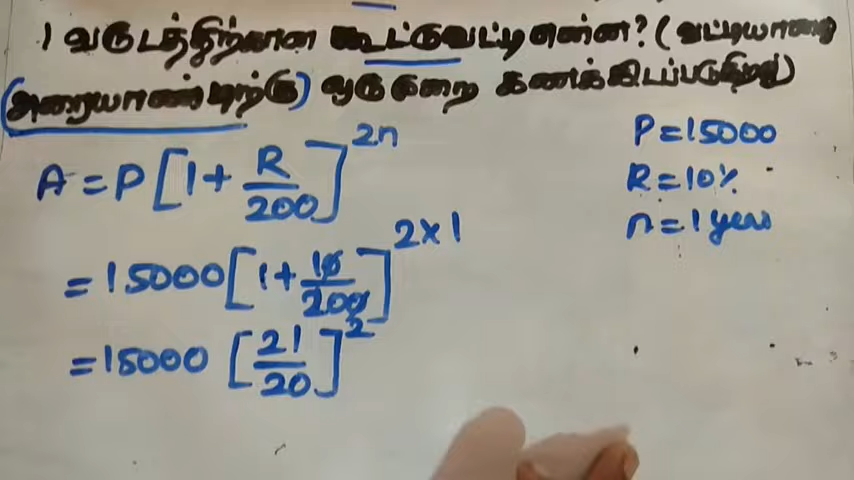 1 வருடத்திற்கான கூட்டுவட்டி என்ன? (வட்டியானது
(அரையாண்டிற்கு) ஒருமுறை கணக்கிடப்படுகிறது)
A = P [1 + R/200]^2n
P = 15000
R = 10%
n = 1 year
= 15000 [1 + 10/200]^2×1
= 15000 [21/20]^2